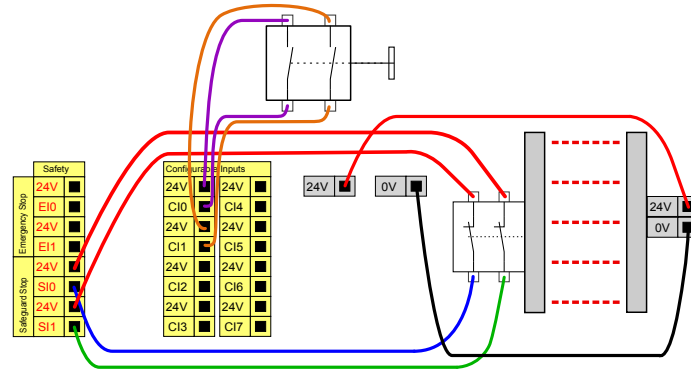 Safety
Emergency Stop
24V
EI0
24V
EI1
Safeguard Stop
24V
SI0
24V
SI1
Configurable Inputs
24V 24V
CI0 CI4
24V 24V
CI1 CI5
24V 24V
CI2 CI6
24V 24V
CI3 CI7
24V
0V
24V
0V